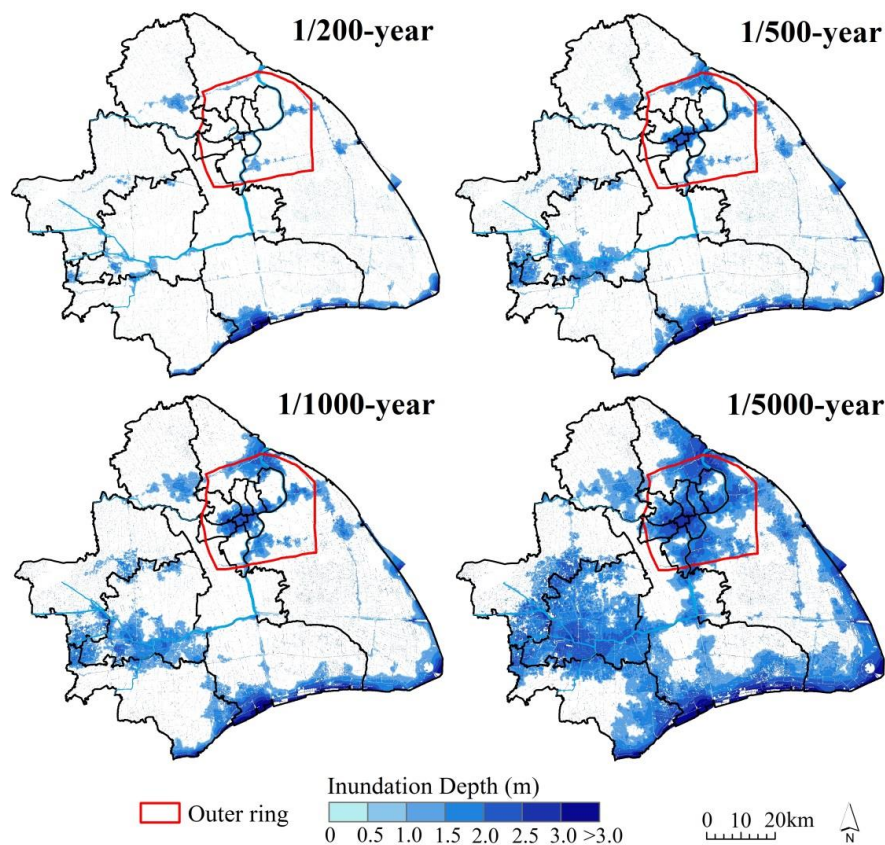 1/200-year
1/500-year
1/1000-year
1/5000-year
Inundation Depth (m)
Outer ring
0 0.5 1.0 1.5 2.0 2.5 3.0 >3.0
0 10 20km
N